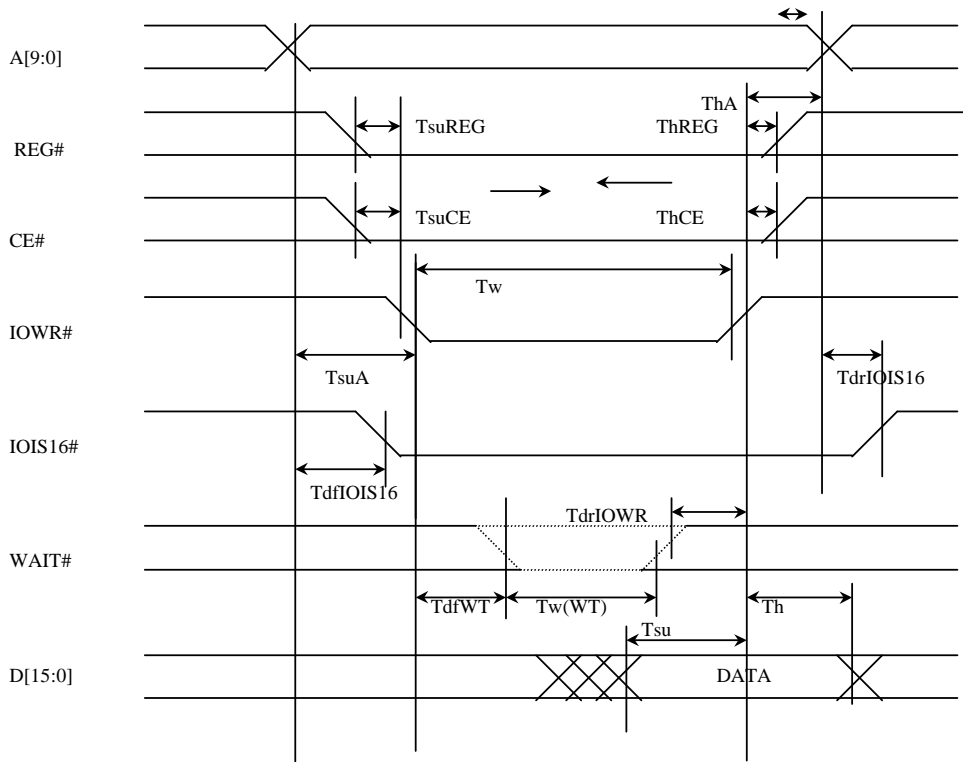 A[9:0]
ThA
TsuREG
ThREG
REG#
TsuCE
ThCE
CE#
Tw
IOWR#
TsuA
TdrIOIS16
IOIS16#
TdfIOIS16
TdrIOWR
WAIT#
TdfWT
Tw(WT)
Th
Tsu
D[15:0]
DATA